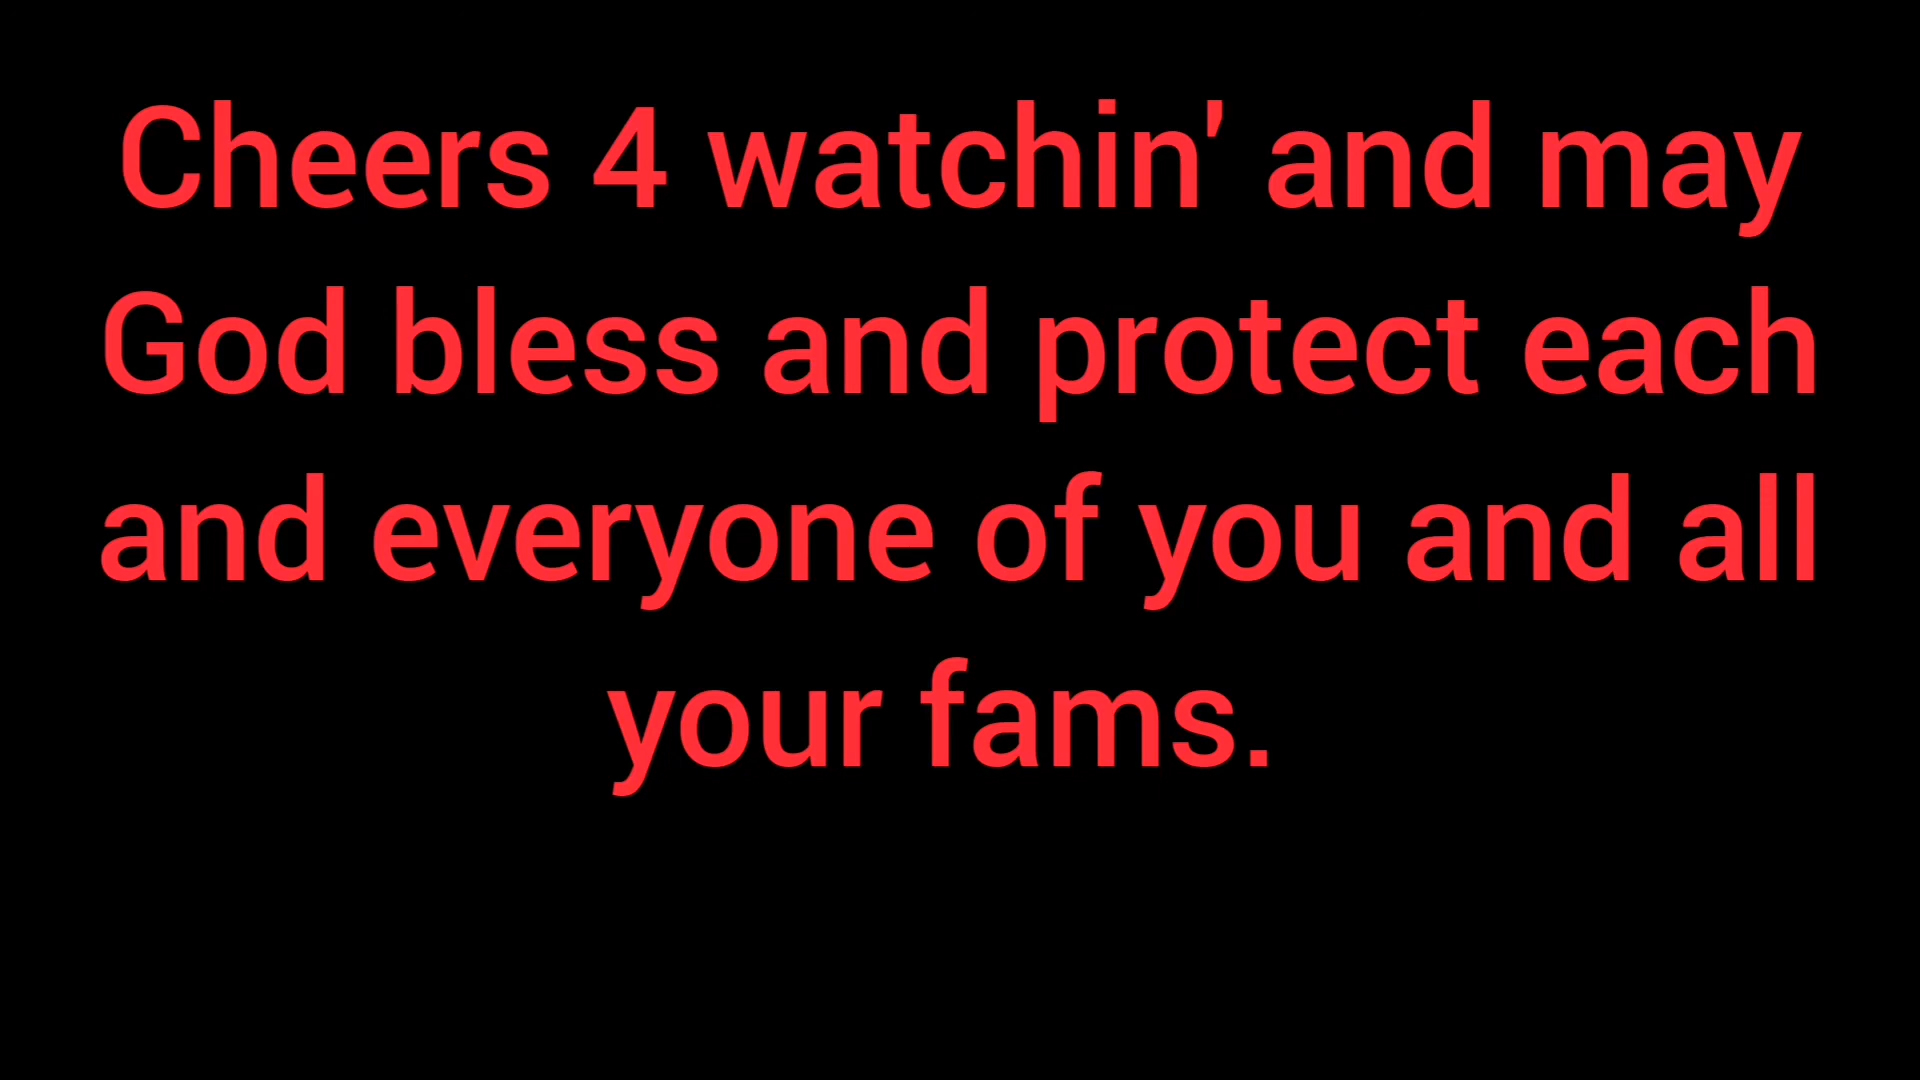 Cheers 4 watchin' and may
God bless and protect each
and everyone of you and all
your fams.